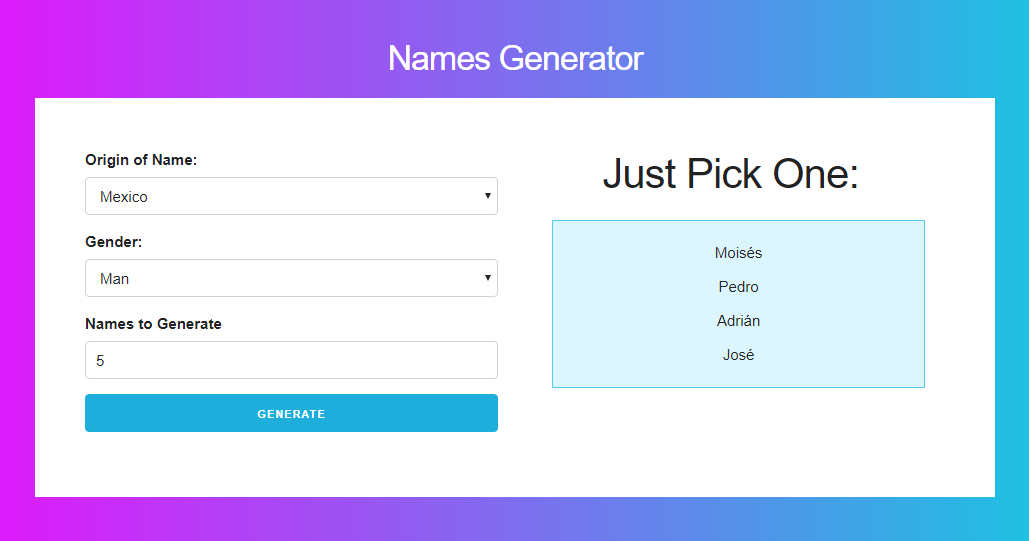 Names Generator
Origin of Name:
Mexico
Gender:
Man
Names to Generate
5
GENERATE
Just Pick One:
Moisés
Pedro
Adrián
José